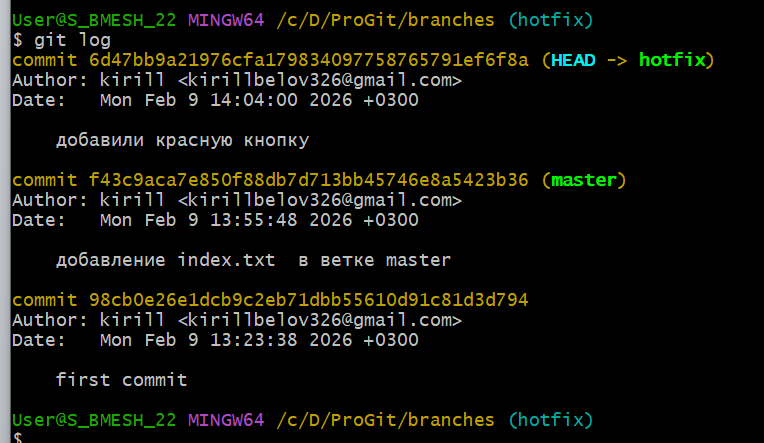 User@S_BMESH_22 MINGW64 /c/D/ProGit/branches (hotfix)
$ git log
commit 6d47bb9a21976cfa179834097758765791ef6f8a (HEAD -> hotfix)
Author: kirill <kirillbelov326@gmail.com>
Date:   Mon Feb 9 14:04:00 2026 +0300
    добавили красную кнопку
commit f43c9aca7e850f88db7d713bb45746e8a5423b36 (master)
Author: kirill <kirillbelov326@gmail.com>
Date:   Mon Feb 9 13:55:48 2026 +0300
    добавление index.txt  в ветке master
commit 98cb0e26e1dcb9c2eb71dbb55610d91c81d3d794
Author: kirill <kirillbelov326@gmail.com>
Date:   Mon Feb 9 13:23:38 2026 +0300
    first commit
User@S_BMESH_22 MINGW64 /c/D/ProGit/branches (hotfix)
$